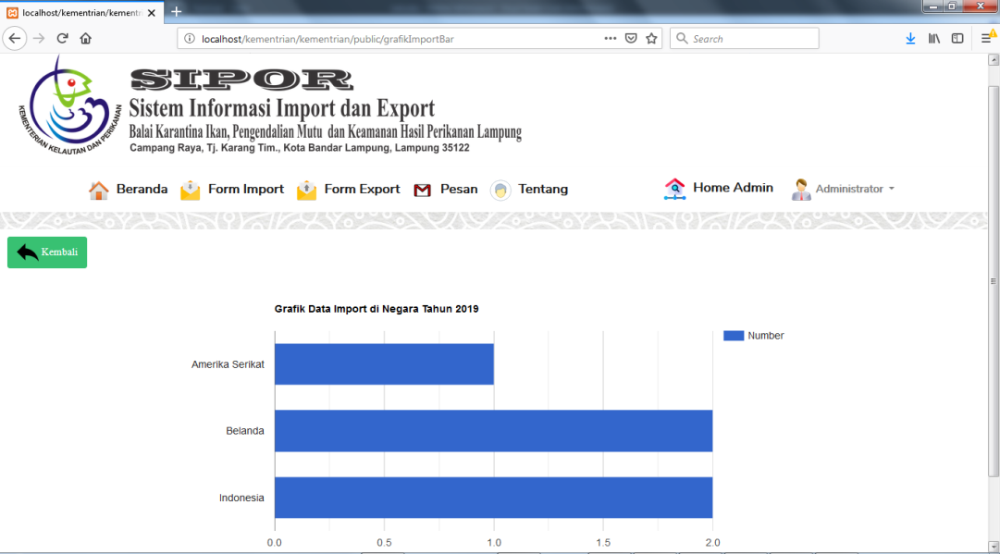 localhost/kementrian/kementri
localhost/kementrian/kementrian/public/grafikImportBar
Search
SIPOR
Sistem Informasi Import dan Export
Balai Karantina Ikan, Pengendalian Mutu dan Keamanan Hasil Perikanan Lampung
Campang Raya, Tj. Karang Tim., Kota Bandar Lampung, Lampung 35122
KEMENTERIAN KELAUTAN DAN PERIKANAN
Beranda
Form Import
Form Export
Pesan
Tentang
Home Admin
Administrator
Kembali
Grafik Data Import di Negara Tahun 2019
Number
Amerika Serikat
Belanda
Indonesia
0.0 0.5 1.0 1.5 2.0